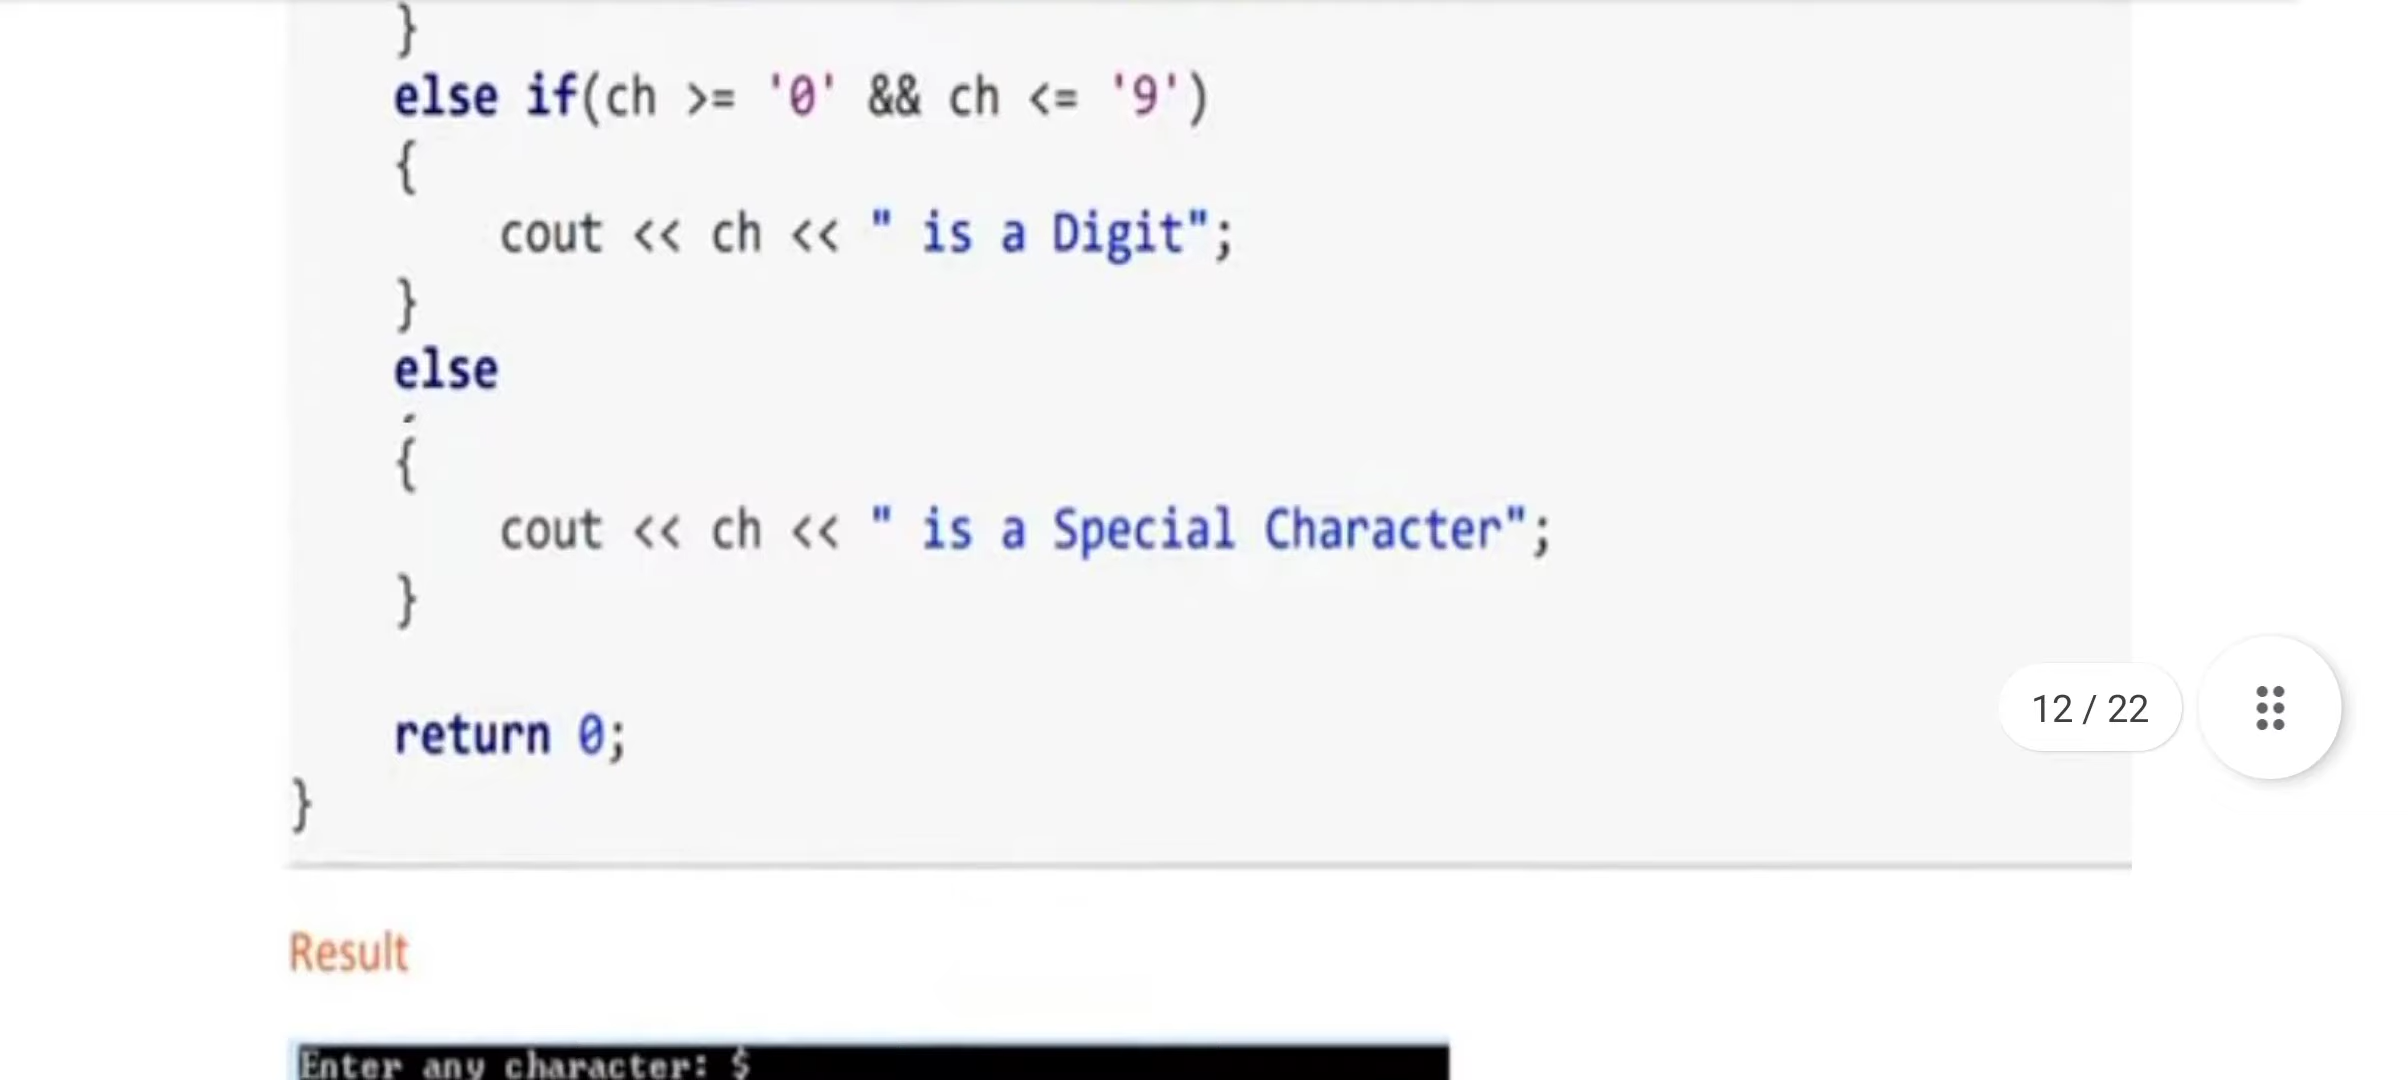 }
else if(ch >= '0' && ch <= '9')
{
cout << ch << " is a Digit";
}
else
{
cout << ch << " is a Special Character";
}
return 0;
}
12 / 22
Result
Enter any character: $